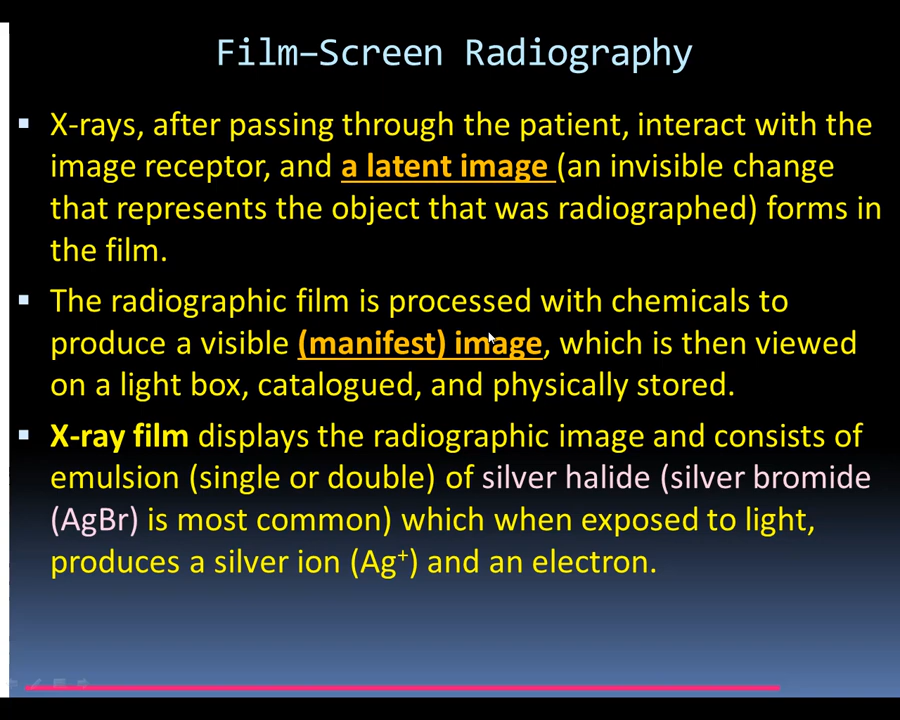 Film–Screen Radiography
▪ X-rays, after passing through the patient, interact with the
image receptor, and a latent image (an invisible change
that represents the object that was radiographed) forms in
the film.
▪ The radiographic film is processed with chemicals to
produce a visible (manifest) image, which is then viewed
on a light box, catalogued, and physically stored.
▪ X-ray film displays the radiographic image and consists of
emulsion (single or double) of silver halide (silver bromide
(AgBr) is most common) which when exposed to light,
produces a silver ion (Ag⁺) and an electron.